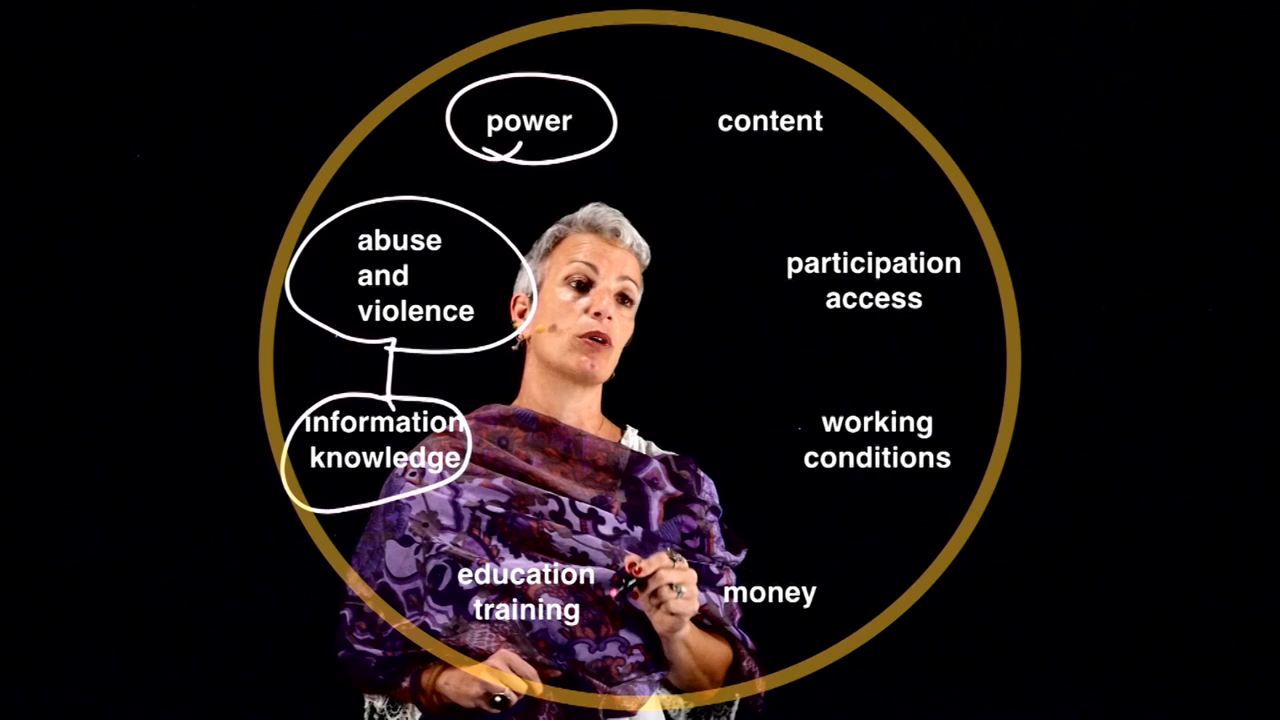 power
content
abuse
and
violence
participation
access
information
knowledge
working
conditions
education
training
money